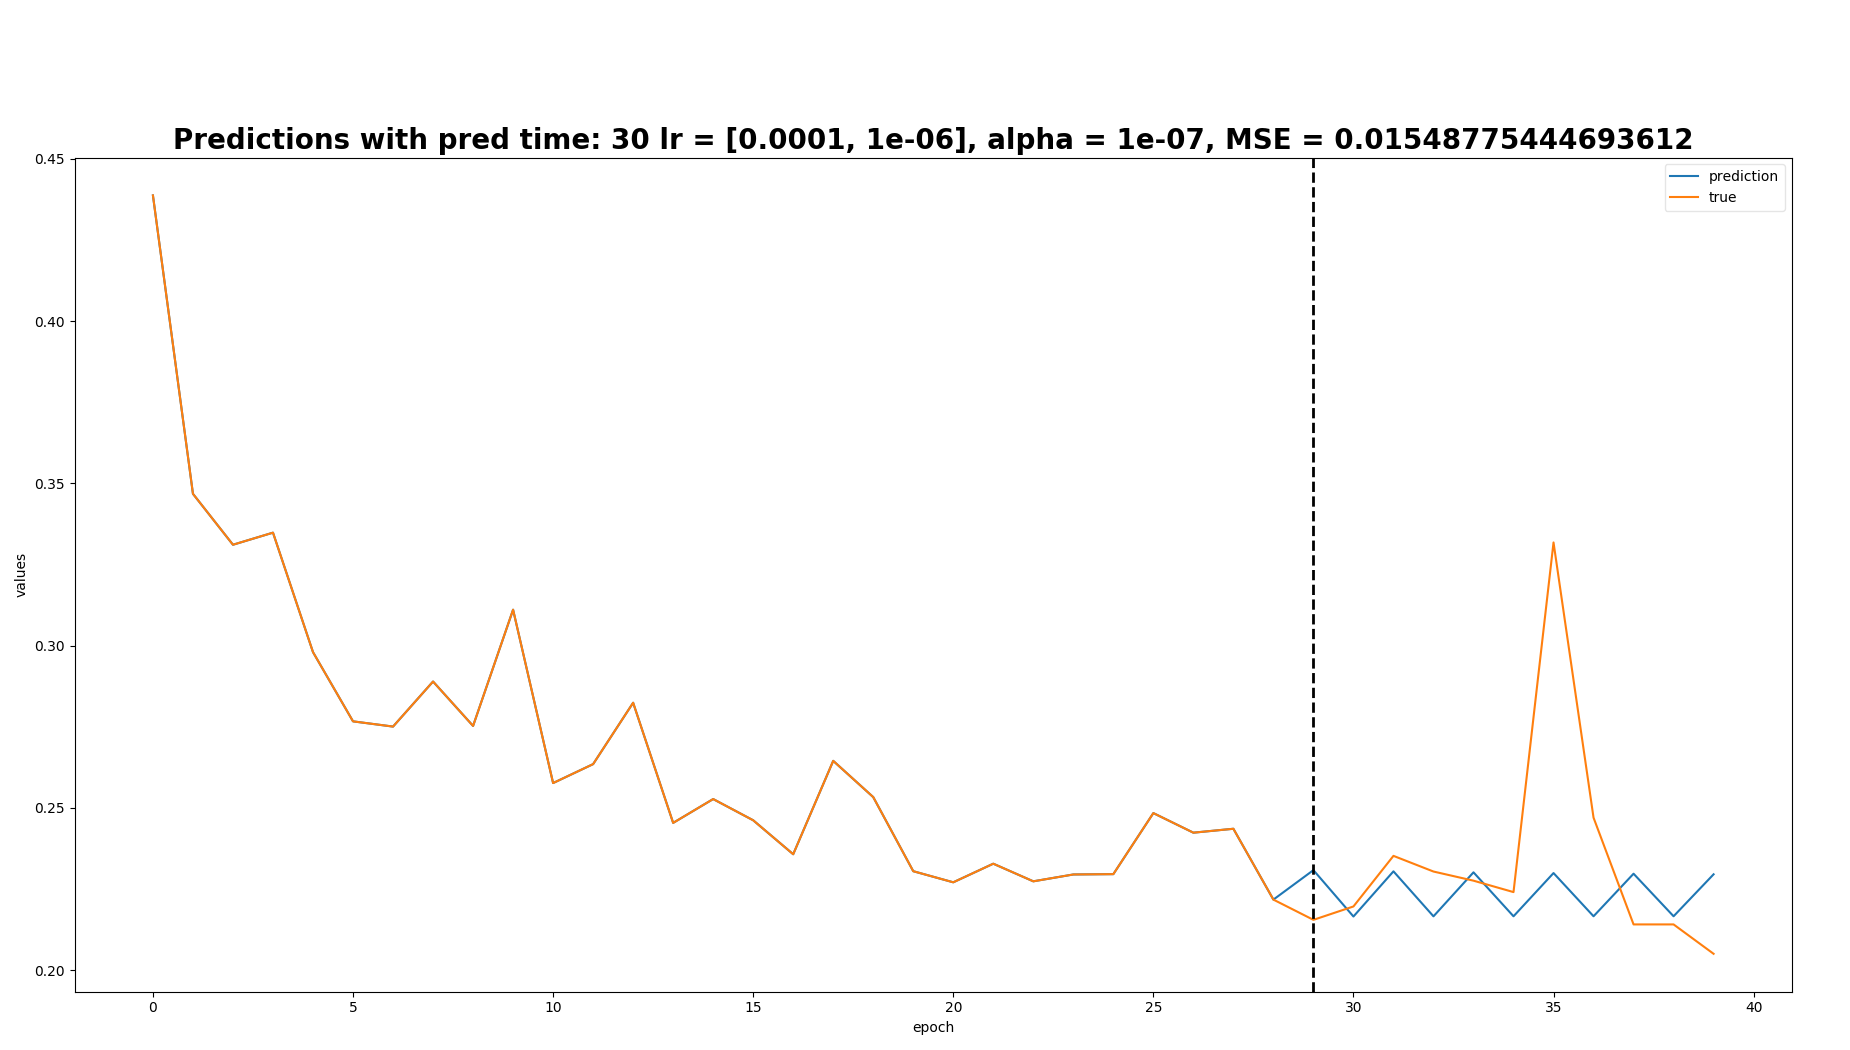 Predictions with pred time: 30 lr = [0.0001, 1e-06], alpha = 1e-07, MSE = 0.01548775444693612
prediction
true
0.45
0.40
0.35
0.30
0.25
0.20
values
0 5 10 15 20 25 30 35 40
epoch